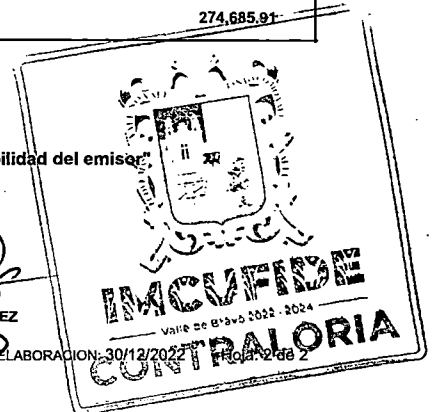 274,685.91
bilidad del emisor"
EZ
IMCUFIDE
Valle de Bravo 2022 - 2024
ELABORACION: 30/12/2022 Hoja: 2 de 2
CONTRALORIA